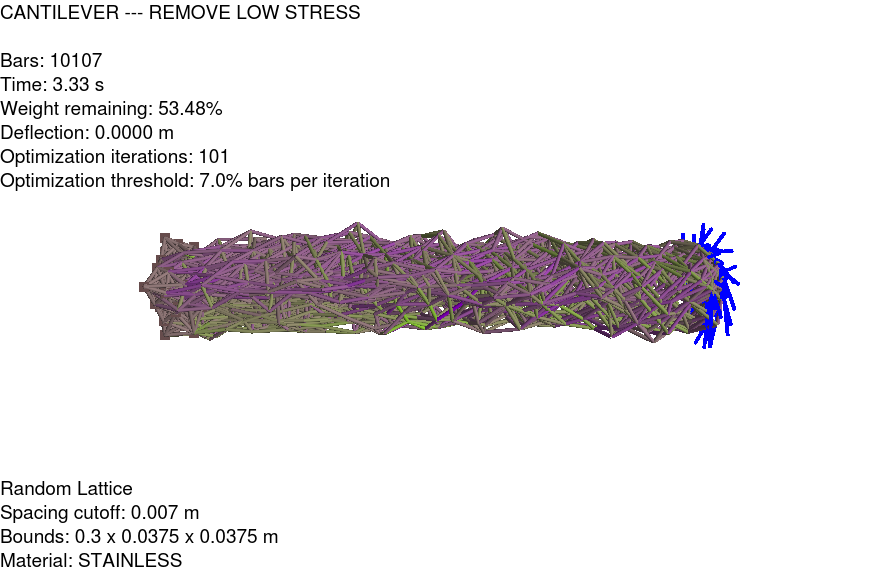 CANTILEVER --- REMOVE LOW STRESS
Bars: 10107
Time: 3.33 s
Weight remaining: 53.48%
Deflection: 0.0000 m
Optimization iterations: 101
Optimization threshold: 7.0% bars per iteration
Random Lattice
Spacing cutoff: 0.007 m
Bounds: 0.3 x 0.0375 x 0.0375 m
Material: STAINLESS